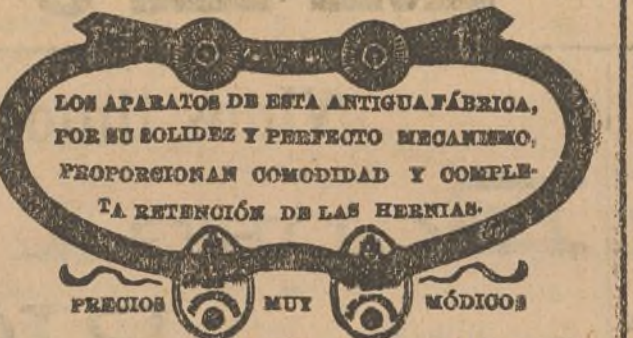 LOS APARATOS DE ESTA ANTIGUA FÁBRICA,
POR SU SOLIDEZ Y PERFECTO MECANISMO,
PROPORCIONAN COMODIDAD Y COMPLE-
TA RETENCIÓN DE LAS HERNIAS.
PRECIOS MUY MÓDICOS